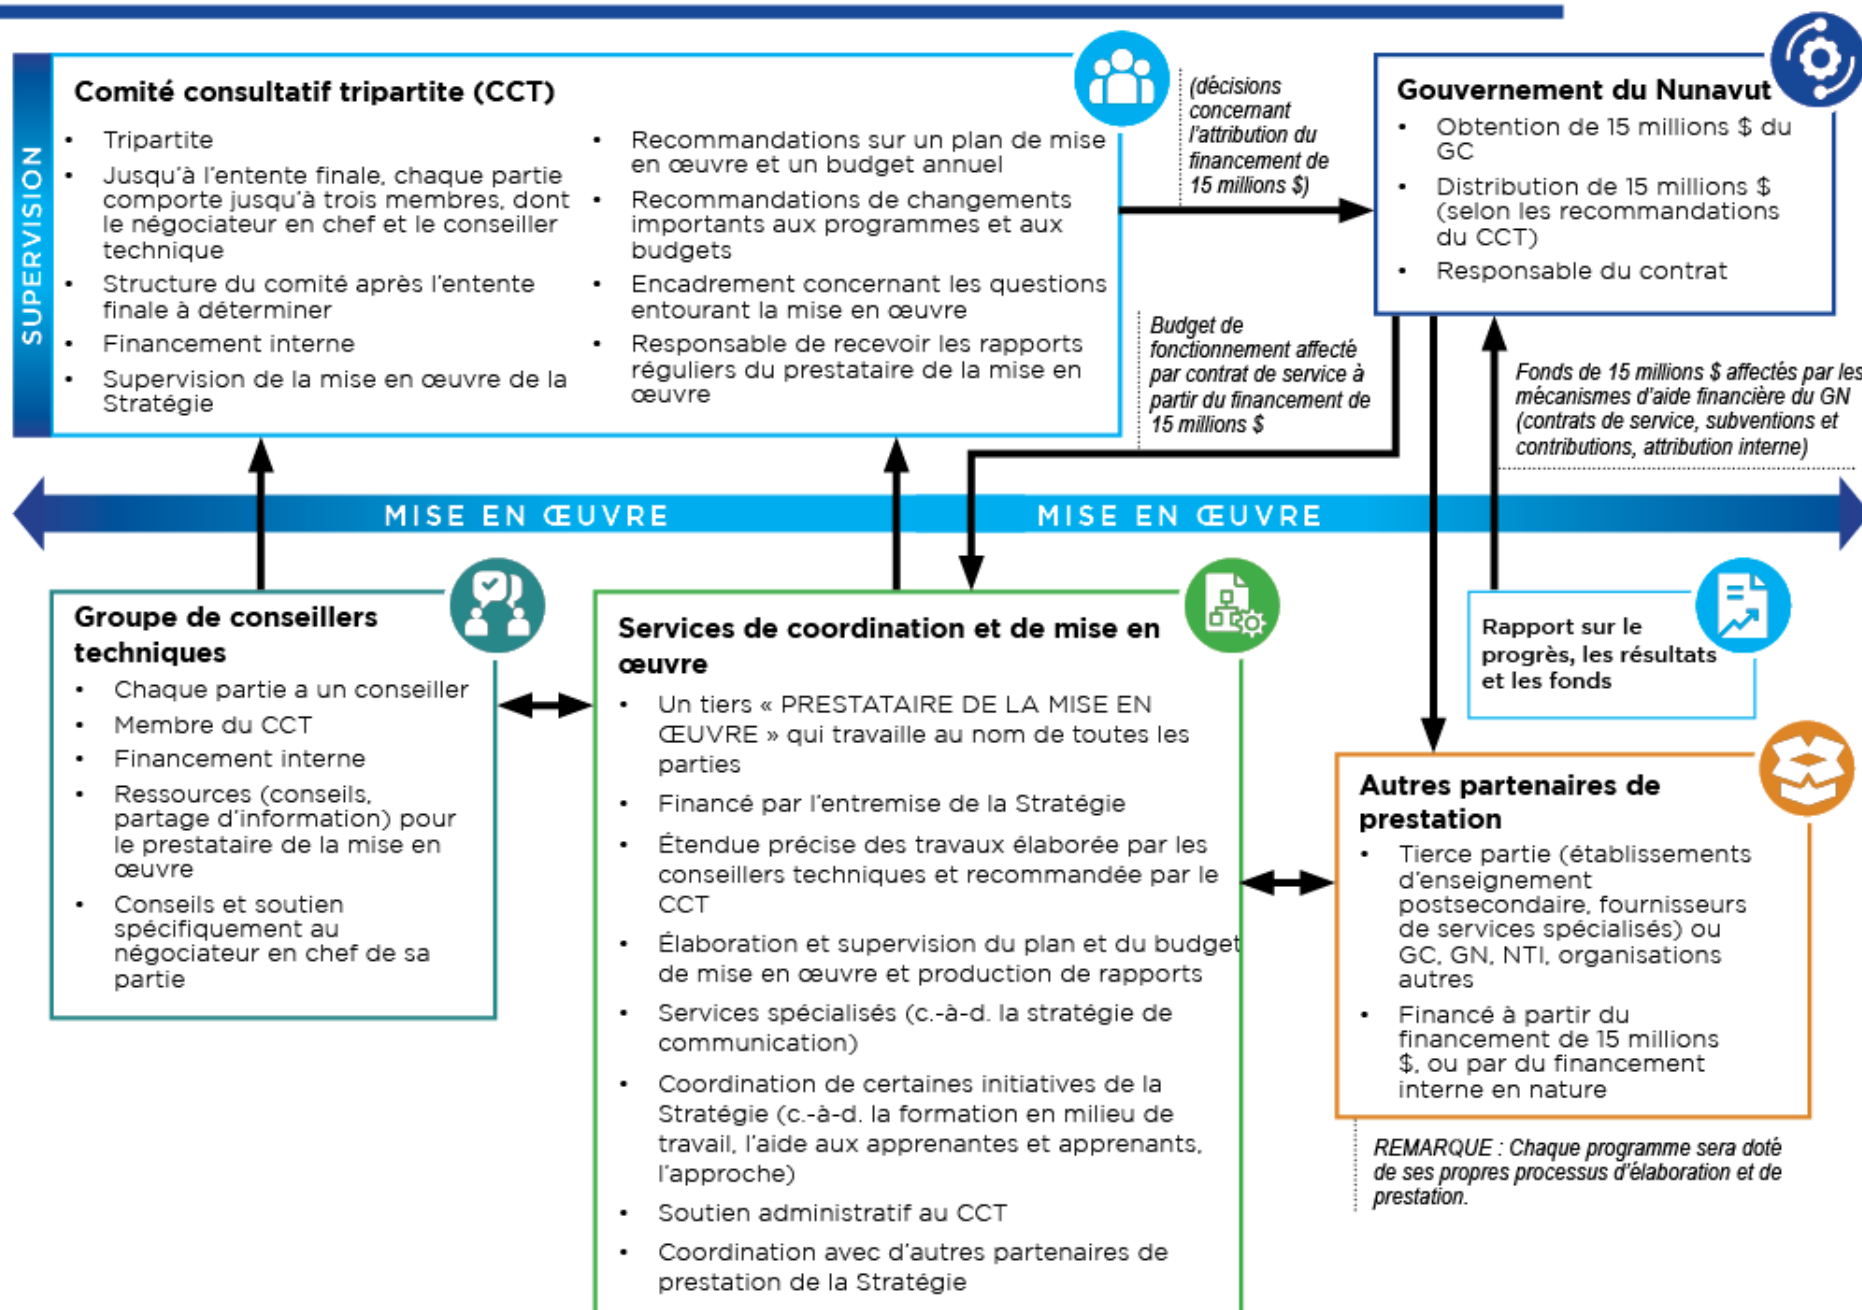 SUPERVISION
Comité consultatif tripartite (CCT)
• Tripartite
• Jusqu'à l'entente finale, chaque partie
comporte jusqu'à trois membres, dont
le négociateur en chef et le conseiller
technique
• Structure du comité après l'entente
finale à déterminer
• Financement interne
• Supervision de la mise en œuvre de la
Stratégie
• Recommandations sur un plan de mise
en œuvre et un budget annuel
• Recommandations de changements
importants aux programmes et aux
budgets
• Encadrement concernant les questions
entourant la mise en œuvre
• Responsable de recevoir les rapports
réguliers du prestataire de la mise en
œuvre
(décisions
concernant
l'attribution du
financement de
15 millions $)
Gouvernement du Nunavut
• Obtention de 15 millions $ du
GC
• Distribution de 15 millions $
(selon les recommandations
du CCT)
• Responsable du contrat
Budget de
fonctionnement affecté
par contrat de service à
partir du financement de
15 millions $
Fonds de 15 millions $ affectés par les
mécanismes d'aide financière du GN
(contrats de service, subventions et
contributions, attribution interne)
MISE EN ŒUVRE
MISE EN ŒUVRE
Groupe de conseillers
techniques
• Chaque partie a un conseiller
• Membre du CCT
• Financement interne
• Ressources (conseils,
partage d'information) pour
le prestataire de la mise en
œuvre
• Conseils et soutien
spécifiquement au
négociateur en chef de sa
partie
Services de coordination et de mise en
œuvre
• Un tiers « PRESTATAIRE DE LA MISE EN
ŒUVRE » qui travaille au nom de toutes les
parties
• Financé par l'entremise de la Stratégie
• Étendue précise des travaux élaborée par les
conseillers techniques et recommandée par le
CCT
• Élaboration et supervision du plan et du budget
de mise en œuvre et production de rapports
• Services spécialisés (c.-à-d. la stratégie de
communication)
• Coordination de certaines initiatives de la
Stratégie (c.-à-d. la formation en milieu de
travail, l'aide aux apprenantes et apprenants,
l'approche)
• Soutien administratif au CCT
• Coordination avec d'autres partenaires de
prestation de la Stratégie
Rapport sur le
progrès, les résultats
et les fonds
Autres partenaires de
prestation
• Tierce partie (établissements
d'enseignement
postsecondaire, fournisseurs
de services spécialisés) ou
GC, GN, NTI, organisations
autres
• Financé à partir du
financement de 15 millions
$, ou par du financement
interne en nature
REMARQUE : Chaque programme sera doté
de ses propres processus d'élaboration et de
prestation.